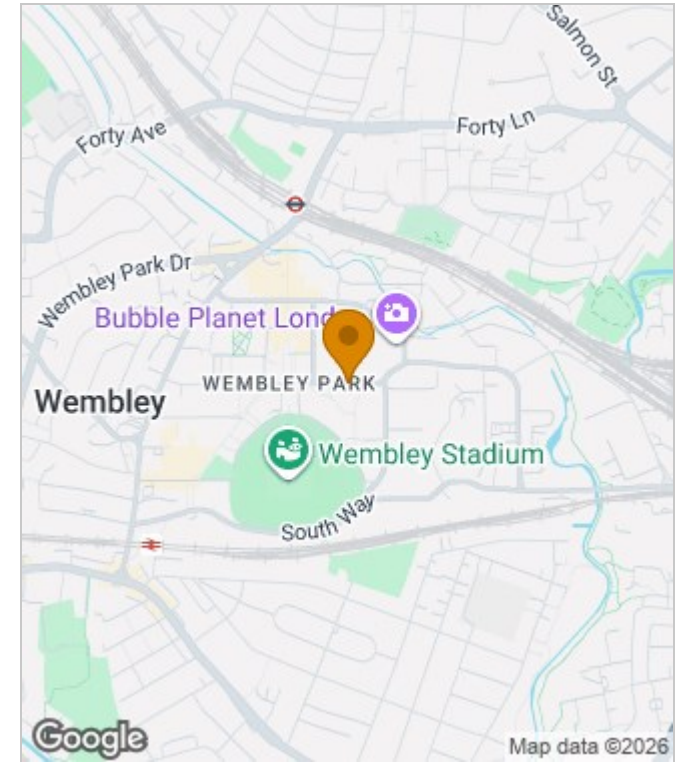 Salmon St
Forty Ave
Forty Ln
Wembley Park Dr
Bubble Planet Lond
WEMBLEY PARK
Wembley
Wembley Stadium
South Way
Google
Map data ©2026